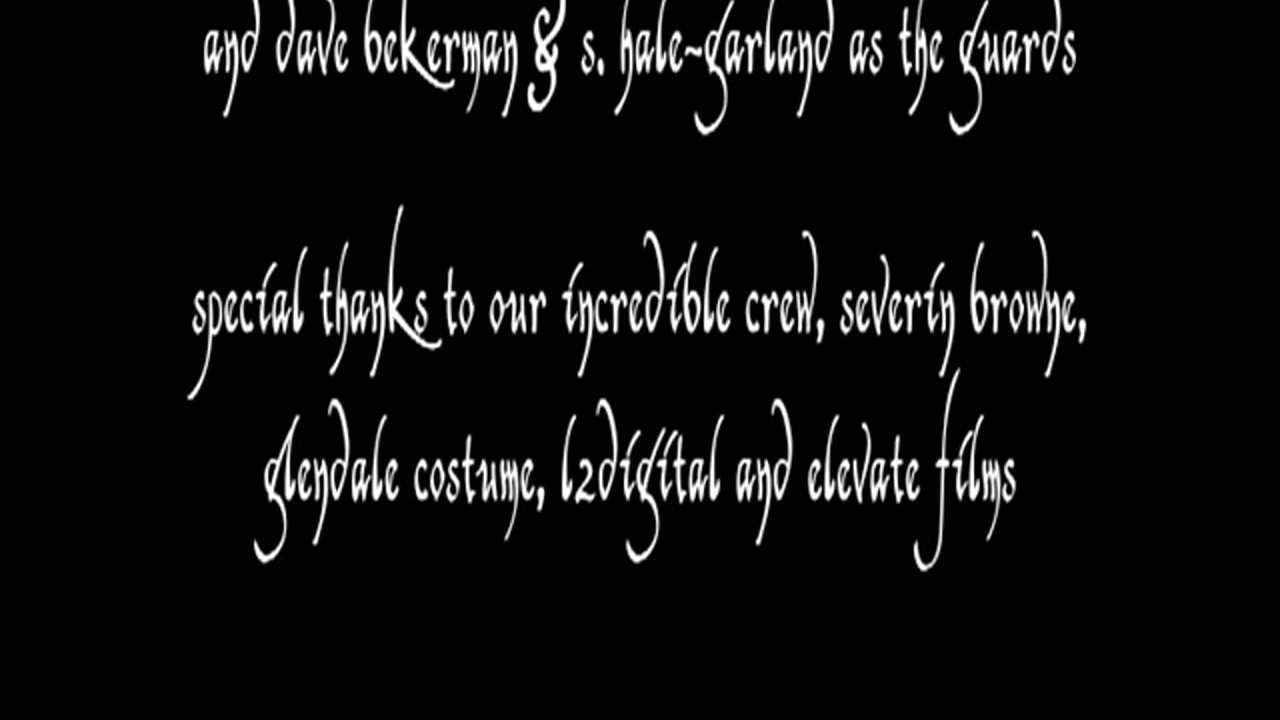 and dave bekerman & s. hale~garland as the guards
special thanks to our incredible crew, severin browne,
glendale costume, l2digital and elevate films